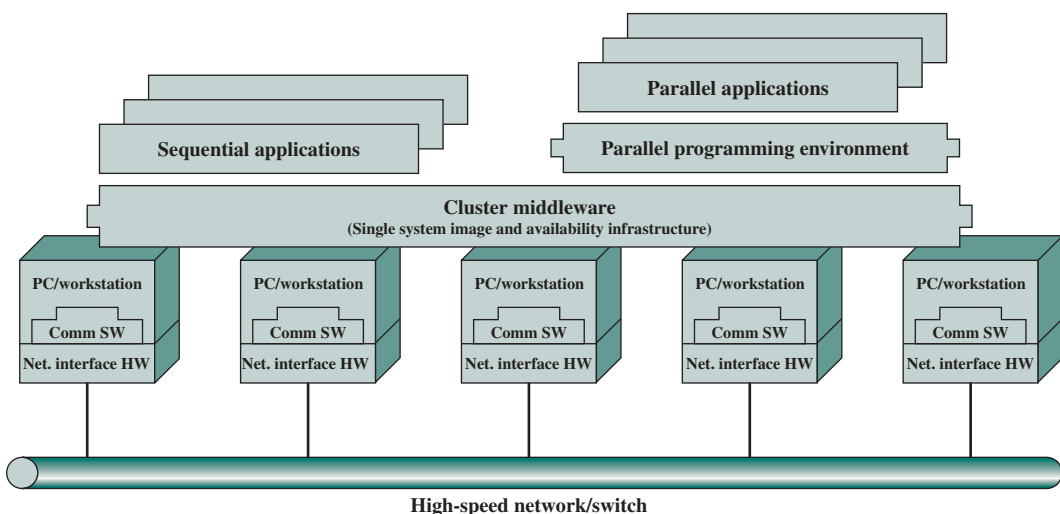 Parallel applications
Sequential applications
Parallel programming environment
Cluster middleware
(Single system image and availability infrastructure)
PC/workstation
Comm SW
Net. interface HW
PC/workstation
Comm SW
Net. interface HW
PC/workstation
Comm SW
Net. interface HW
PC/workstation
Comm SW
Net. interface HW
PC/workstation
Comm SW
Net. interface HW
High-speed network/switch